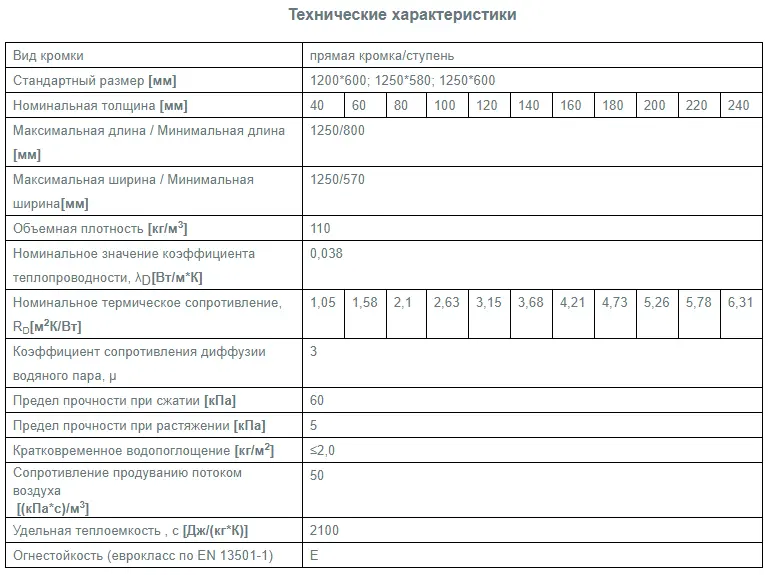 Технические характеристики
Вид кромки прямая кромка/ступень
Стандартный размер [мм] 1200*600; 1250*580; 1250*600
Номинальная толщина [мм] 40 60 80 100 120 140 160 180 200 220 240
Максимальная длина / Минимальная длина 1250/800
[мм]
Максимальная ширина / Минимальная 1250/570
ширина[мм]
Объемная плотность [кг/м³] 110
Номинальное значение коэффициента 0,038
теплопроводности, λD[Вт/м*К]
Номинальное термическое сопротивление, 1,05 1,58 2,1 2,63 3,15 3,68 4,21 4,73 5,26 5,78 6,31
RD[м²К/Вт]
Коэффициент сопротивления диффузии 3
водяного пара, µ
Предел прочности при сжатии [кПа] 60
Предел прочности при растяжении [кПа] 5
Кратковременное водопоглощение [кг/м²] ≤2,0
Сопротивление продуванию потоком 50
воздуха
[(кПа*с)/м³]
Удельная теплоемкость , с [Дж/(кг*К)] 2100
Огнестойкость (еврокласс по EN 13501-1) E